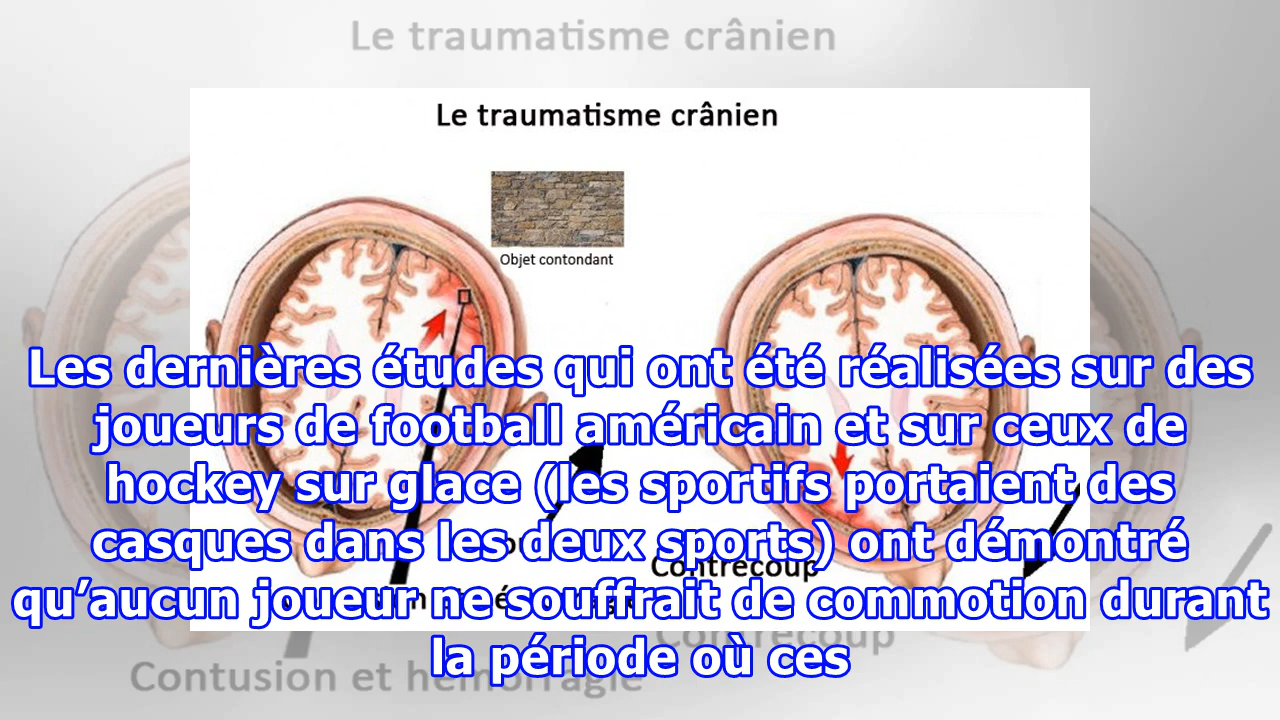 Le traumatisme crânien
Le traumatisme crânien
Objet contondant
Les dernières études qui ont été réalisées sur des
joueurs de football américain et sur ceux de
hockey sur glace (les sportifs portaient des
casques dans les deux sports) ont démontré
Contrecoup
qu’aucun joueur ne souffrait de commotion durant
Contrecoup
la période où ces
Contusion et hémorragie